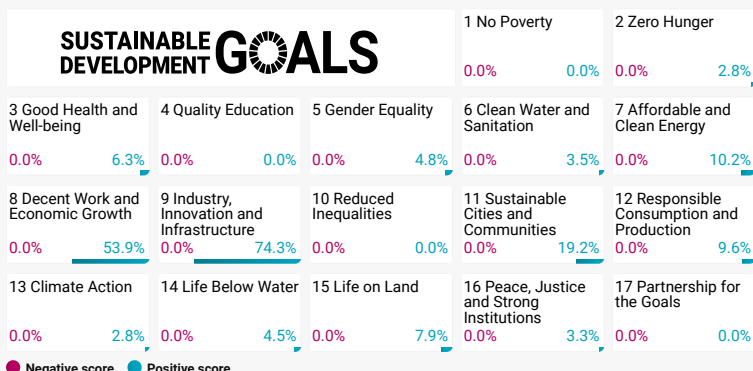 SUSTAINABLE DEVELOPMENT GOALS
1 No Poverty
0.0% 0.0%
2 Zero Hunger
0.0% 2.8%
3 Good Health and
Well-being
0.0% 6.3%
4 Quality Education
0.0% 0.0%
5 Gender Equality
0.0% 4.8%
6 Clean Water and
Sanitation
0.0% 3.5%
7 Affordable and
Clean Energy
0.0% 10.2%
8 Decent Work and
Economic Growth
0.0% 53.9%
9 Industry,
Innovation and
Infrastructure
0.0% 74.3%
10 Reduced
Inequalities
0.0% 0.0%
11 Sustainable
Cities and
Communities
0.0% 19.2%
12 Responsible
Consumption and
Production
0.0% 9.6%
13 Climate Action
0.0% 2.8%
14 Life Below Water
0.0% 4.5%
15 Life on Land
0.0% 7.9%
16 Peace, Justice
and Strong
Institutions
0.0% 3.3%
17 Partnership for
the Goals
0.0% 0.0%
Negative score Positive score